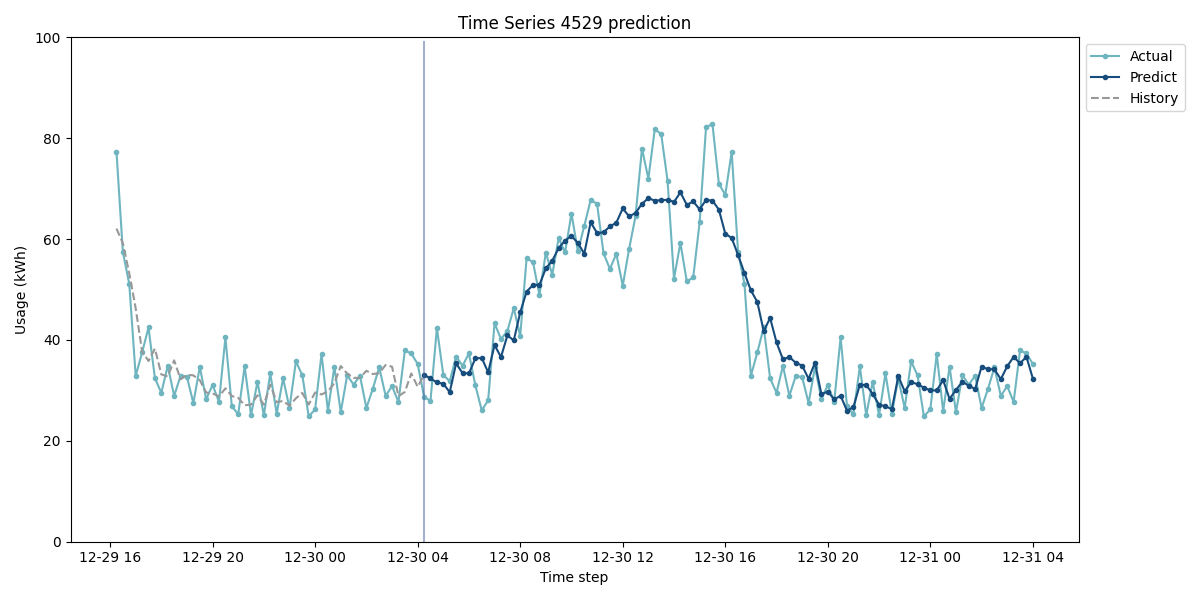 Time Series 4529 prediction
100
80
60
40
20
0
Usage (kWh)
12-29 16
12-29 20
12-30 00
12-30 04
12-30 08
12-30 12
12-30 16
12-30 20
12-31 00
12-31 04
Time step
Actual
Predict
History